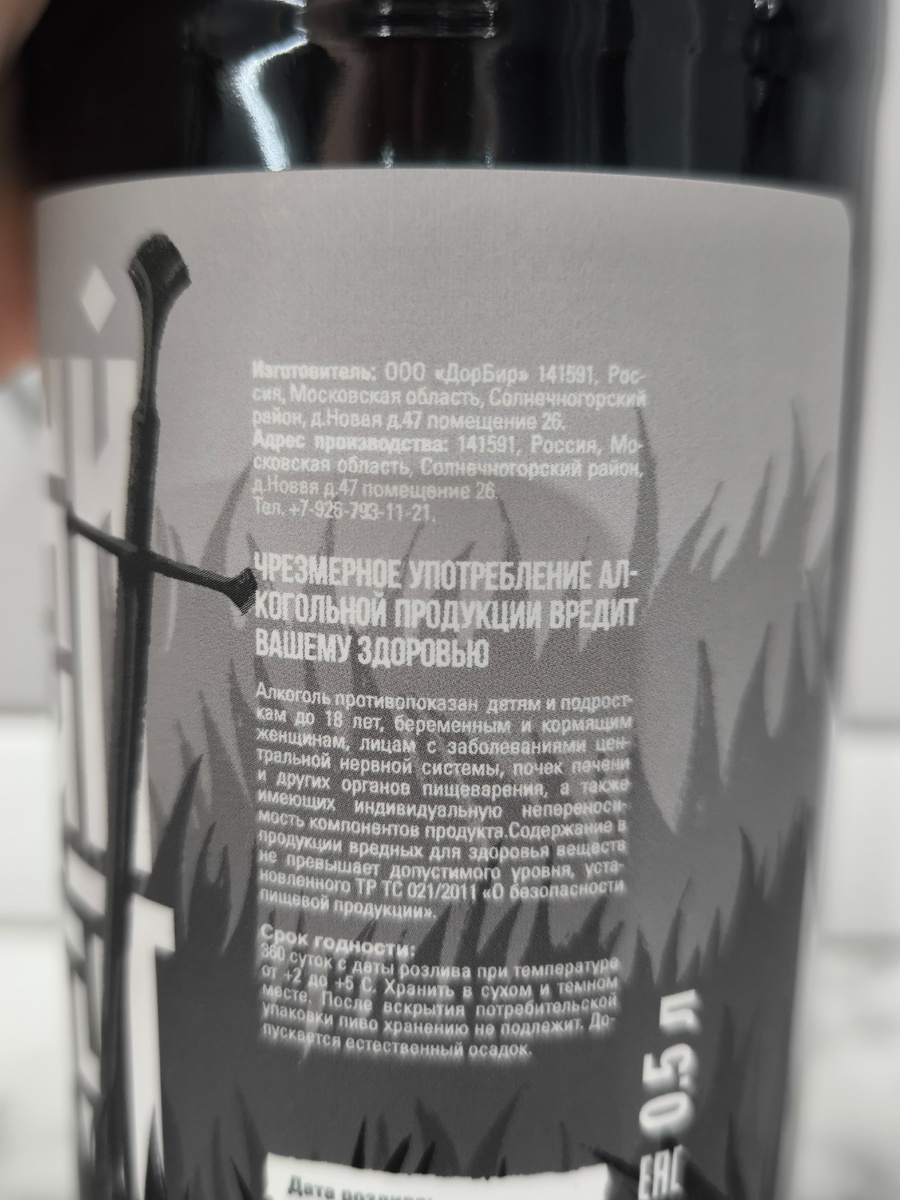 Изготовитель: ООО «ДорБир» 141591, Рос-
сия, Московская область, Солнечногорский
район, д.Новая д.47 помещение 26.
Адрес производства: 141591, Россия, Мо-
сковская область, Солнечногорский район,
д.Новая д.47 помещение 26.
Тел. +7-926-793-11-21.
ЧРЕЗМЕРНОЕ УПОТРЕБЛЕНИЕ АЛ-
КОГОЛЬНОЙ ПРОДУКЦИИ ВРЕДИТ
ВАШЕМУ ЗДОРОВЬЮ
Алкоголь противопоказан детям и подрост-
кам до 18 лет, беременным и кормящим
женщинам, лицам с заболеваниями цен-
тральной нервной системы, почек печени
и других органов пищеварения, а также
имеющих индивидуальную непереноси-
мость компонентов продукта.Содержание в
продукции вредных для здоровья веществ
не превышает допустимого уровня, уста-
новленного ТР ТС 021/2011 «О безопасности
пищевой продукции».
Срок годности:
360 суток с даты розлива при температуре
от +2 до +5 С. Хранить в сухом и темном
месте. После вскрытия потребительской
упаковки пиво хранению не подлежит. До-
пускается естественный осадок.
EAC 0.5 л
Дата розлива